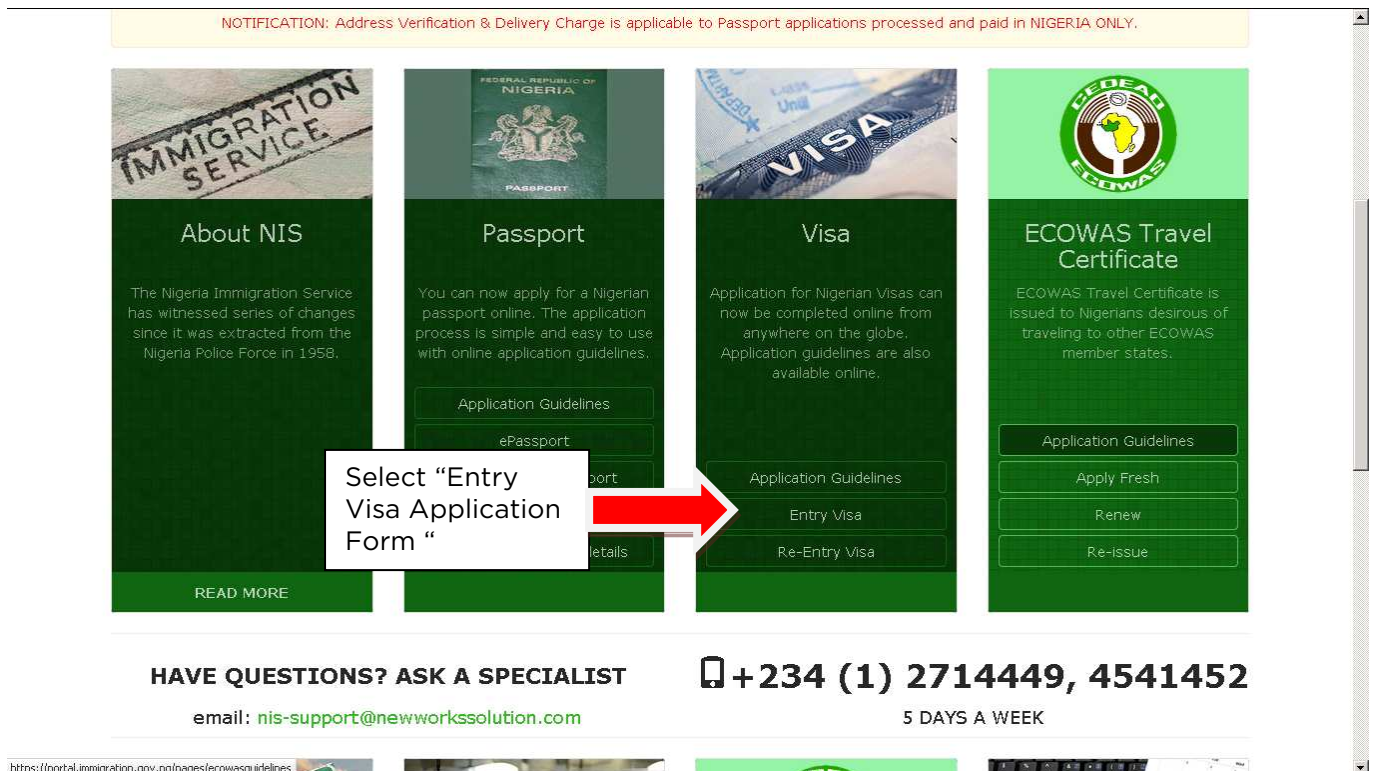 NOTIFICATION: Address Verification & Delivery Charge is applicable to Passport applications processed and paid in NIGERIA ONLY.
IMMIGRATION
SERVICE
About NIS
The Nigeria Immigration Service
has witnessed series of changes
since it was extracted from the
Nigeria Police Force in 1958.
READ MORE
FEDERAL REPUBLIC OF
NIGERIA
PASSPORT
Passport
You can now apply for a Nigerian
passport online. The application
process is simple and easy to use
with online application guidelines.
Application Guidelines
ePassport
port
etails
Select “Entry
Visa Application
Form “
VISA
Visa
Application for Nigerian Visas can
now be completed online from
anywhere on the globe.
Application guidelines are also
available online.
Application Guidelines
Entry Visa
Re-Entry Visa
CEDEAO
ECOWAS
ECOWAS Travel
Certificate
ECOWAS Travel Certificate is
issued to Nigerians desirous of
traveling to other ECOWAS
member states.
Application Guidelines
Apply Fresh
Renew
Re-issue
HAVE QUESTIONS? ASK A SPECIALIST
email: nis-support@newworkssolution.com
+234 (1) 2714449, 4541452
5 DAYS A WEEK
https://portal.immigration.gov.ng/pages/ecowasguidelines